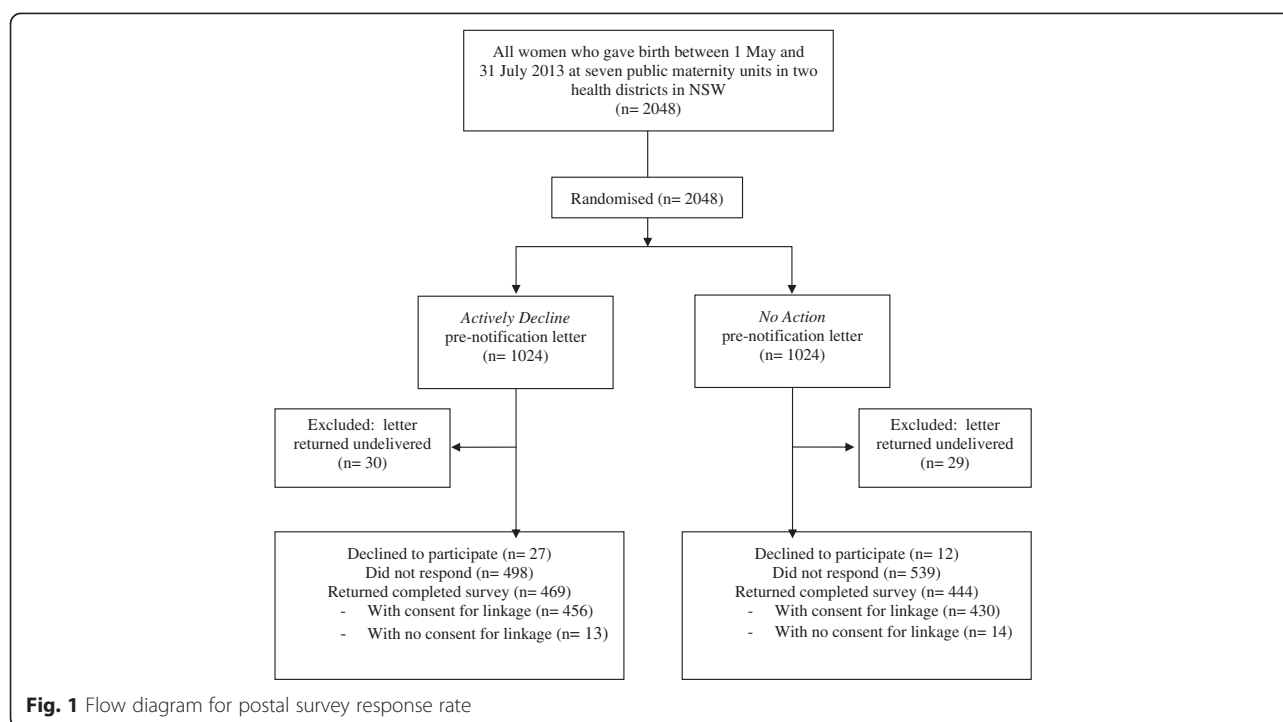 All women who gave birth between 1 May and
31 July 2013 at seven public maternity units in two
health districts in NSW
(n= 2048)
Randomised (n= 2048)
Actively Decline
pre-notification letter
(n= 1024)
No Action
pre-notification letter
(n= 1024)
Excluded: letter
returned undelivered
(n= 30)
Excluded: letter
returned undelivered
(n= 29)
Declined to participate (n= 27)
Did not respond (n= 498)
Returned completed survey (n= 469)
- With consent for linkage (n= 456)
- With no consent for linkage (n= 13)
Declined to participate (n= 12)
Did not respond (n= 539)
Returned completed survey (n= 444)
- With consent for linkage (n= 430)
- With no consent for linkage (n= 14)
Fig. 1 Flow diagram for postal survey response rate